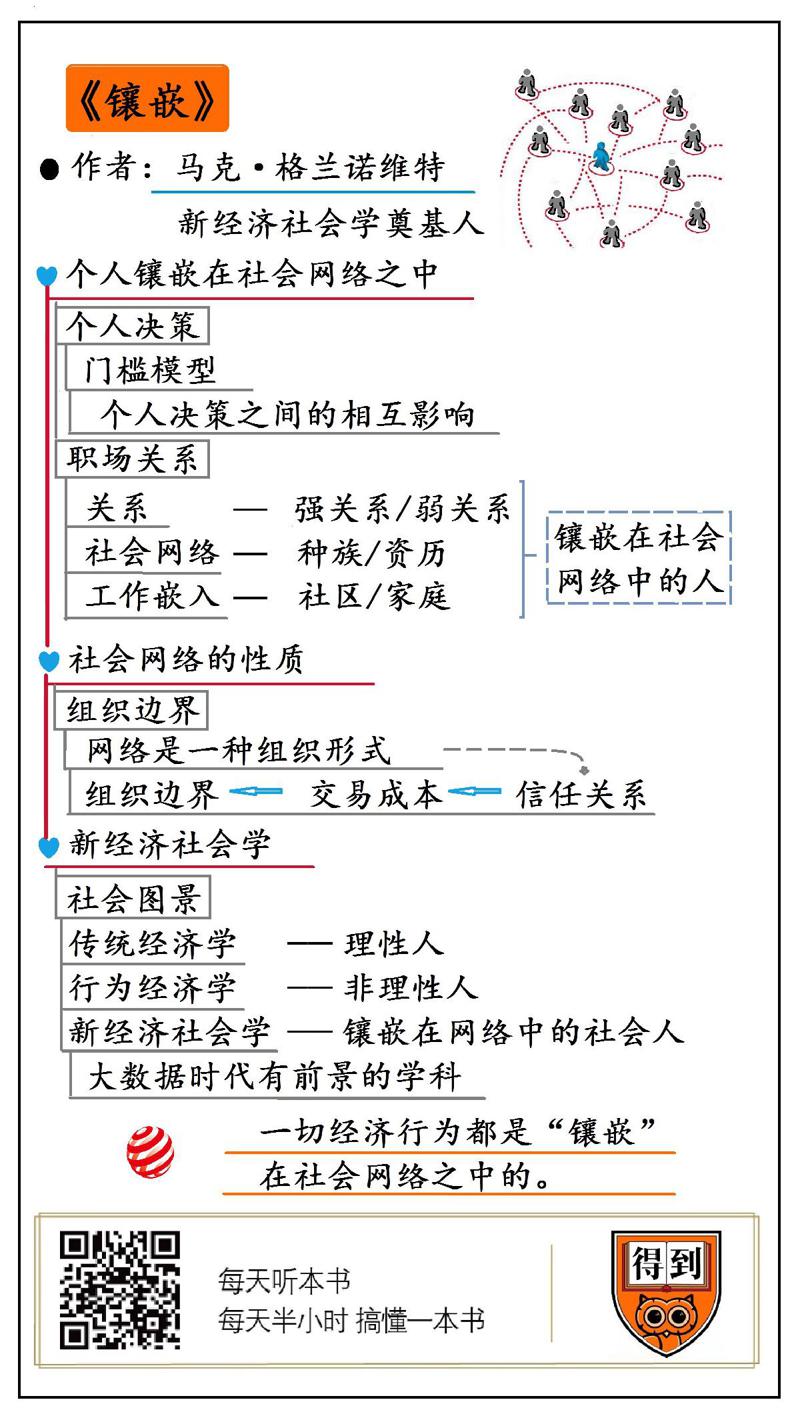 《镶嵌》
作者：马克·格兰诺维特
新经济社会学奠基人
个人镶嵌在社会网络之中
个人决策
门槛模型
个人决策之间的相互影响
职场关系
关系 — 强关系/弱关系
社会网络 — 种族/资历
工作嵌入 — 社区/家庭
镶嵌在社会
网络中的人
社会网络的性质
组织边界
网络是一种组织形式
组织边界 交易成本 信任关系
新经济社会学
社会图景
传统经济学 — 理性人
行为经济学 — 非理性人
新经济社会学 — 镶嵌在网络中的社会人
大数据时代有前景的学科
一切经济行为都是“镶嵌”
在社会网络之中的。
每天听本书
每天半小时 搞懂一本书
得到